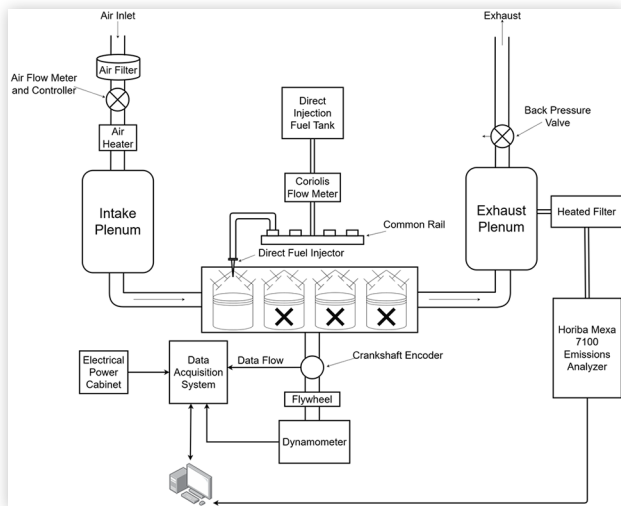 Air Inlet
Exhaust
Air Filter
Air Flow Meter
and Controller
Direct
Injection
Fuel Tank
Back Pressure
Valve
Air
Heater
Coriolis
Flow Meter
Intake
Plenum
Exhaust
Plenum
Heated Filter
Common Rail
Direct Fuel Injector
Horiba Mexa
7100
Emissions
Analyzer
Electrical
Power
Cabinet
Data
Acquisition
System
Data Flow
Crankshaft Encoder
Flywheel
Dynamometer